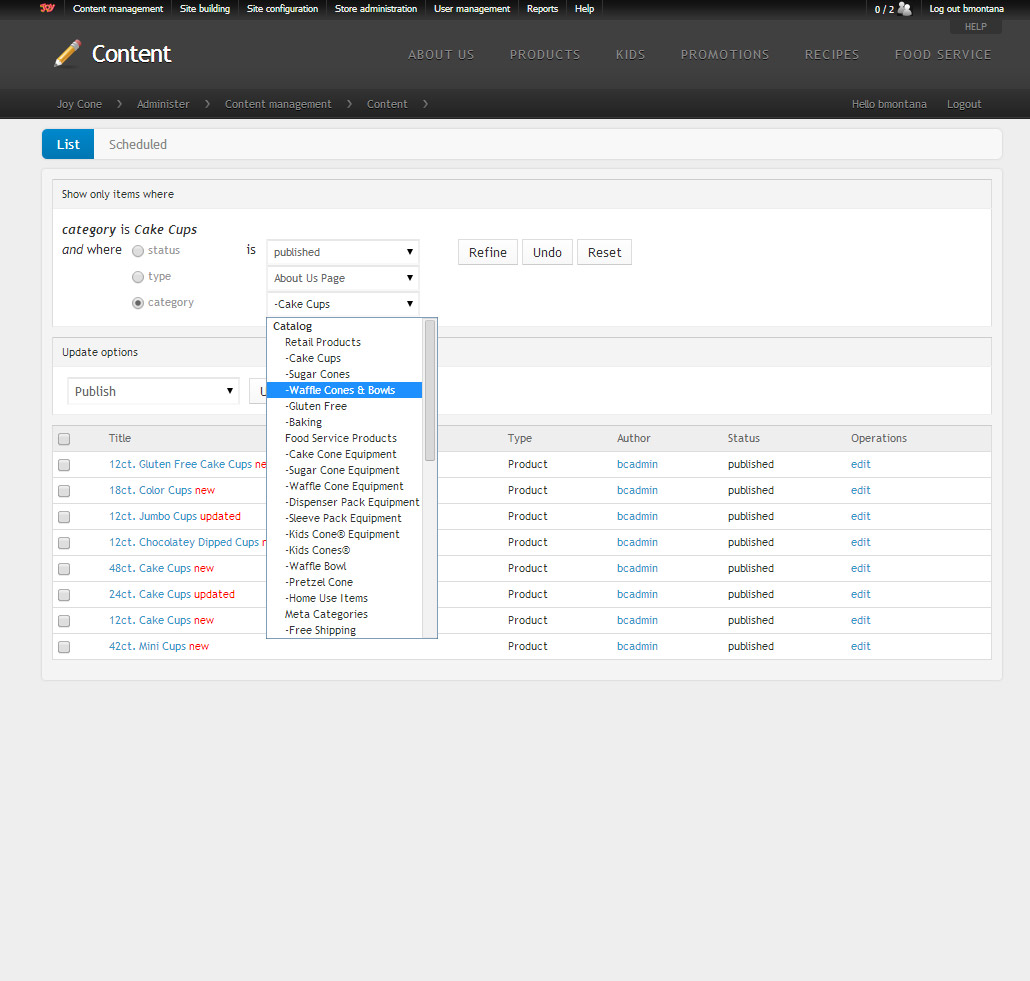 JOY Content management Site building Site configuration Store administration User management Reports Help 0 / 2 Log out bmontana
HELP
Content ABOUT US PRODUCTS KIDS PROMOTIONS RECIPES FOOD SERVICE
Joy Cone Administer Content management Content Hello bmontana Logout
List Scheduled
Show only items where
category is Cake Cups
and where status is published Refine Undo Reset
type About Us Page
category -Cake Cups
Catalog
Retail Products
-Cake Cups
-Sugar Cones
-Waffle Cones & Bowls
-Gluten Free
-Baking
Food Service Products
-Cake Cone Equipment
-Sugar Cone Equipment
-Waffle Cone Equipment
-Dispenser Pack Equipment
-Sleeve Pack Equipment
-Kids Cone® Equipment
-Kids Cones®
-Waffle Bowl
-Pretzel Cone
-Home Use Items
Meta Categories
-Free Shipping
Update options
Publish
Title Type Author Status Operations
12ct. Gluten Free Cake Cups ne Product bcadmin published edit
18ct. Color Cups new Product bcadmin published edit
12ct. Jumbo Cups updated Product bcadmin published edit
12ct. Chocolatey Dipped Cups Product bcadmin published edit
48ct. Cake Cups new Product bcadmin published edit
24ct. Cake Cups updated Product bcadmin published edit
12ct. Cake Cups new Product bcadmin published edit
42ct. Mini Cups new Product bcadmin published edit